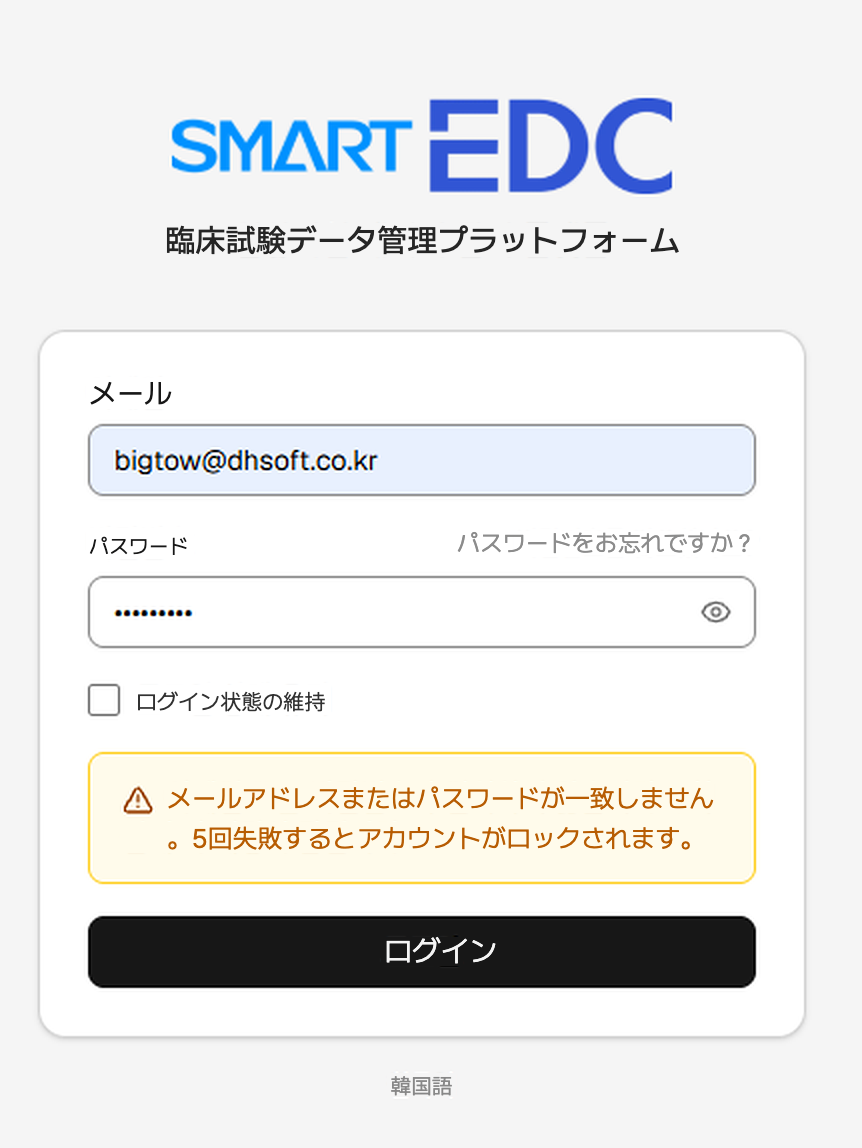 SMART EDC
臨床試験データ管理プラットフォーム
メール
bigtow@dhsoft.co.kr
パスワード
パスワードをお忘れですか？
•••••••••
ログイン状態の維持
メールアドレスまたはパスワードが一致しません
。5回失敗するとアカウントがロックされます。
ログイン
韓国語